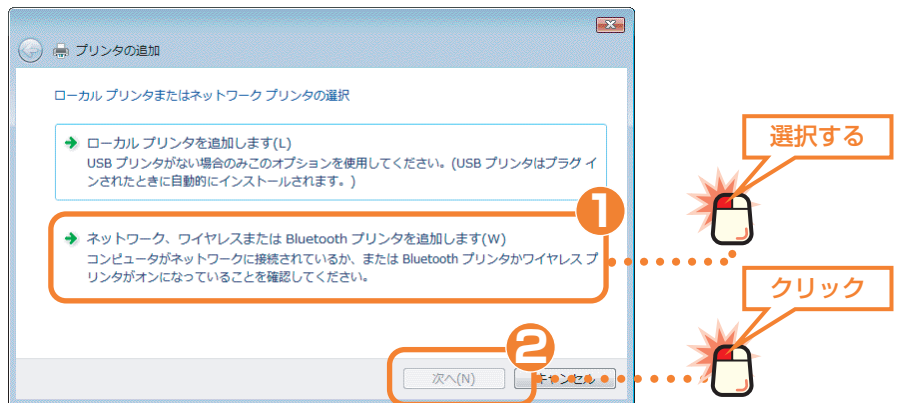 プリンタの追加
ローカル プリンタまたはネットワーク プリンタの選択
ローカル プリンタを追加します(L)
USB プリンタがない場合のみこのオプションを使用してください。(USB プリンタはプラグ イ
ンされたときに自動的にインストールされます。)
1
ネットワーク、ワイヤレスまたは Bluetooth プリンタを追加します(W)
コンピュータがネットワークに接続されているか、または Bluetooth プリンタかワイヤレス プ
リンタがオンになっていることを確認してください。
選択する
2
次へ(N)
キャンセル
クリック